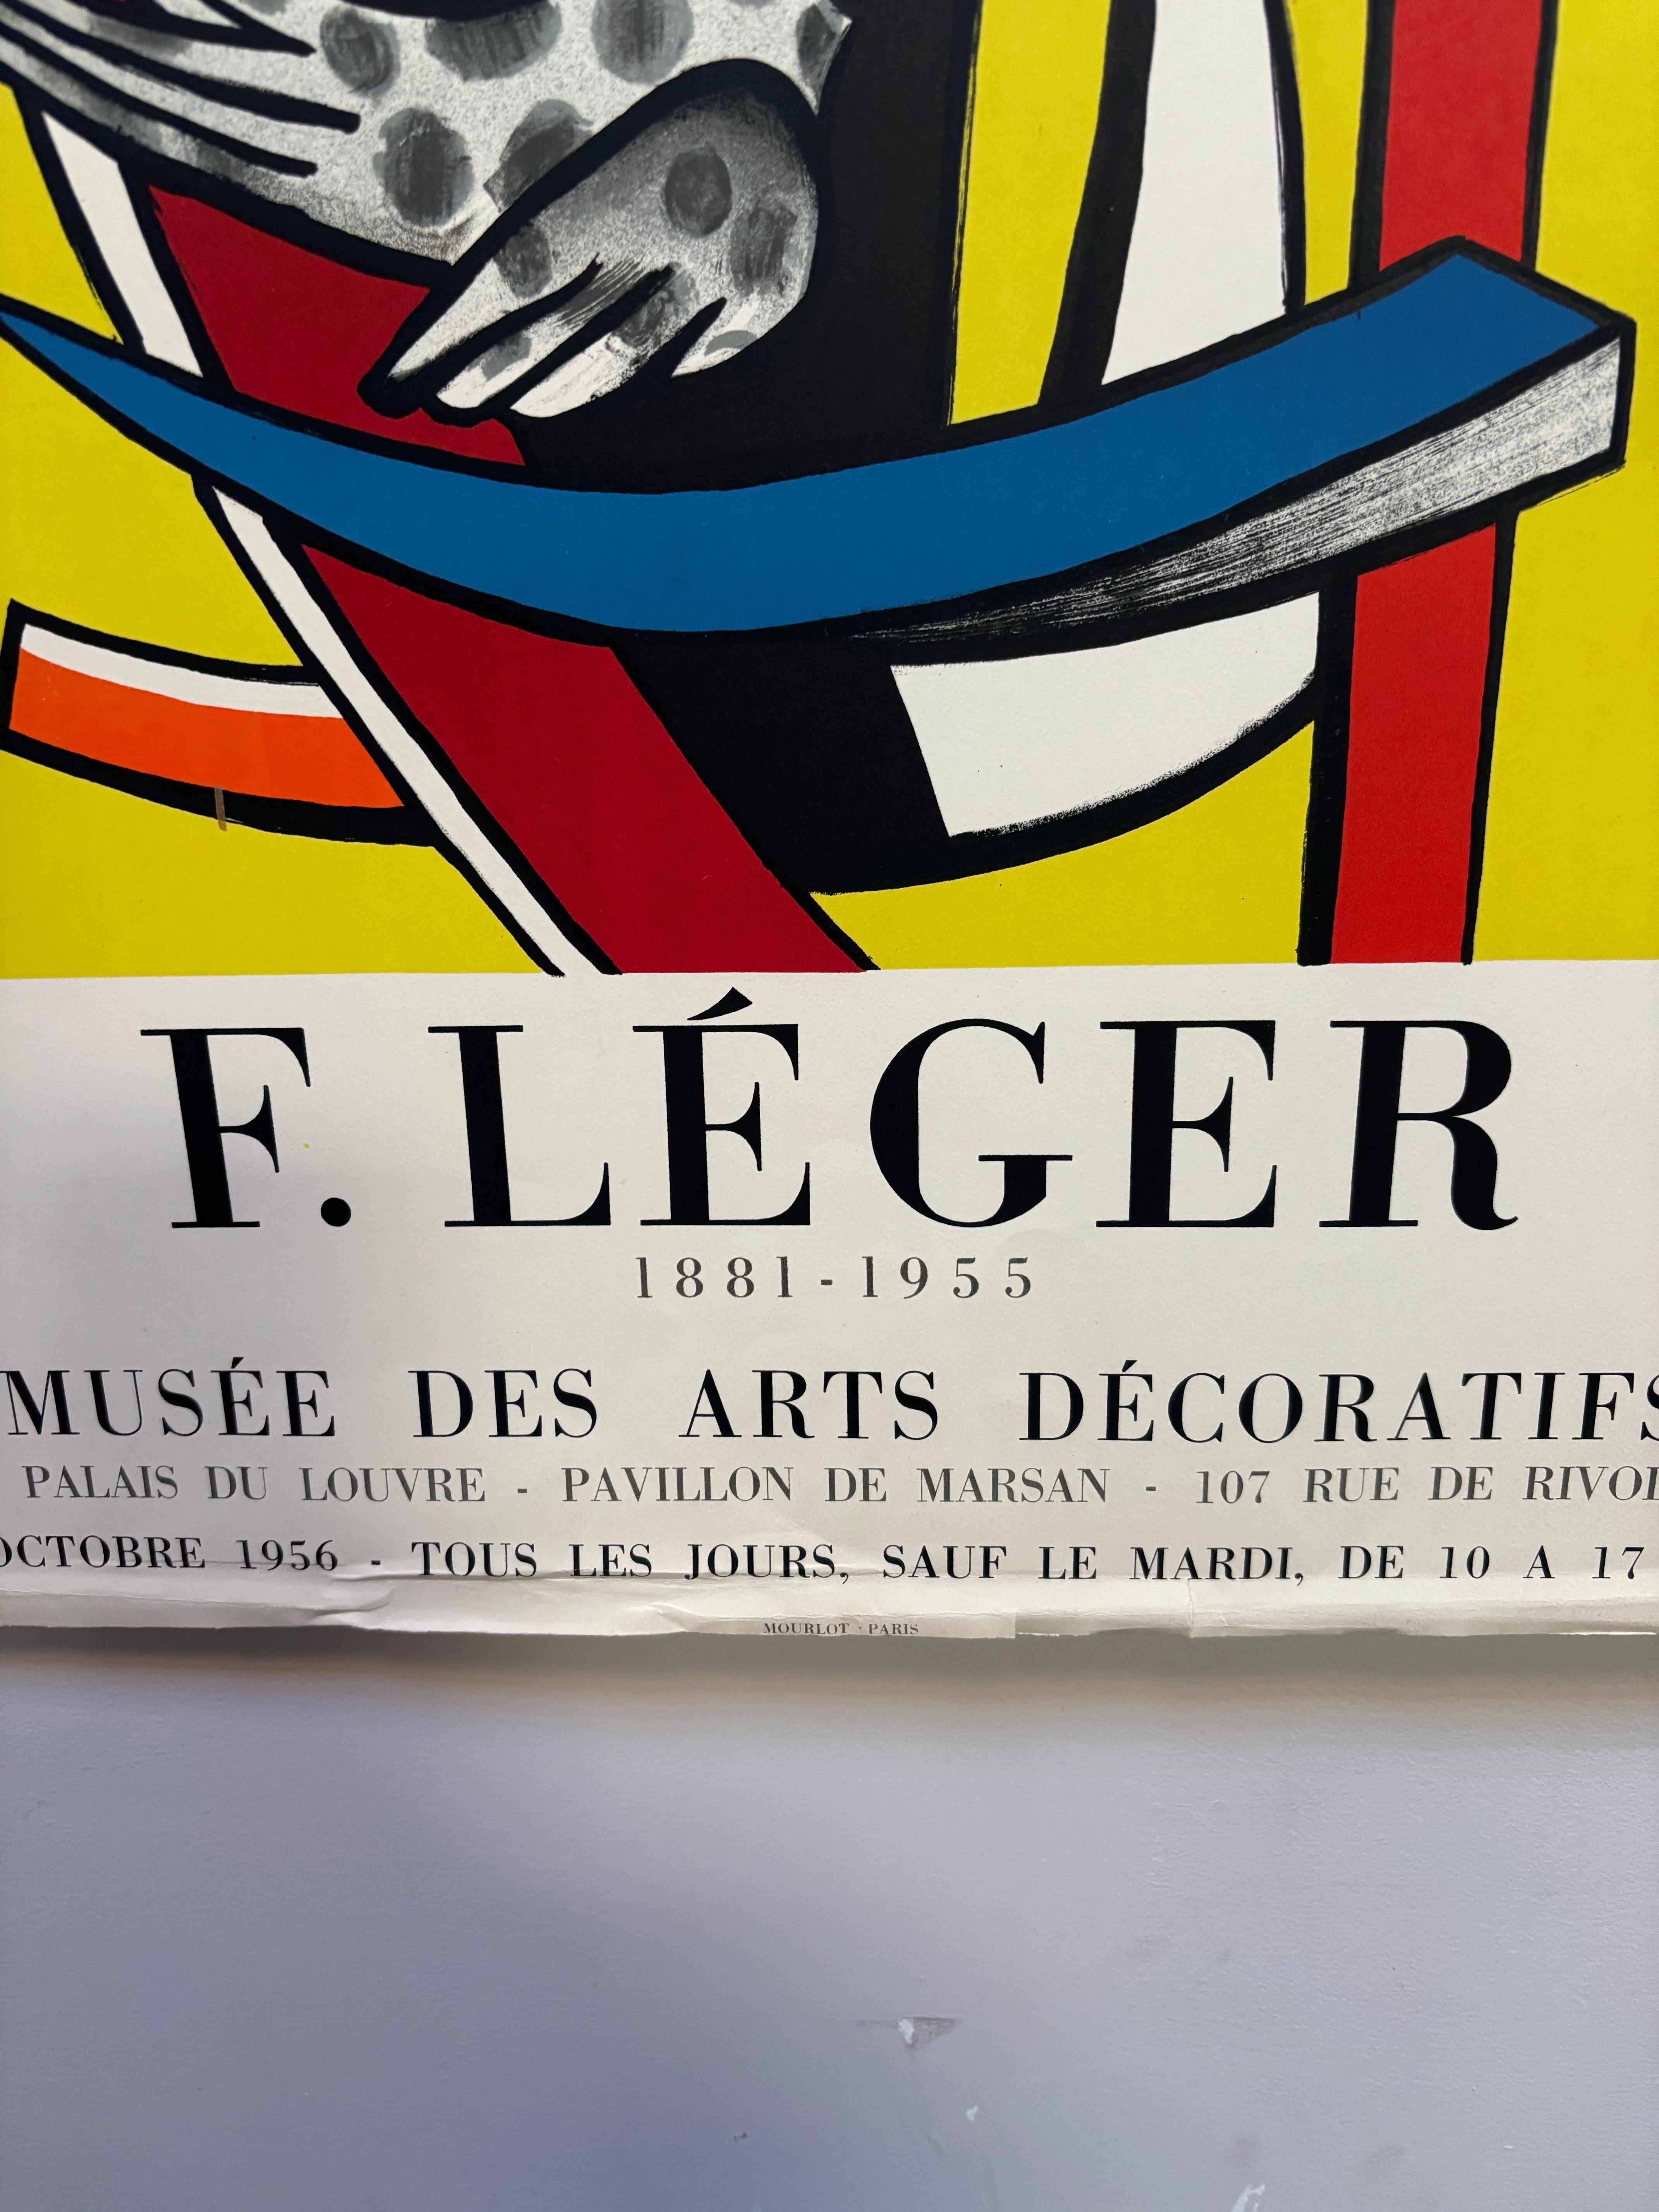 F. LÉGER
1881-1955
MUSÉE DES ARTS DÉCORATIFS
PALAIS DU LOUVRE - PAVILLON DE MARSAN - 107 RUE DE
OCTOBRE 1956 - TOUS LES JOURS, SAUF LE MARDI, DE 10 A 17
MOURLOT · PARIS